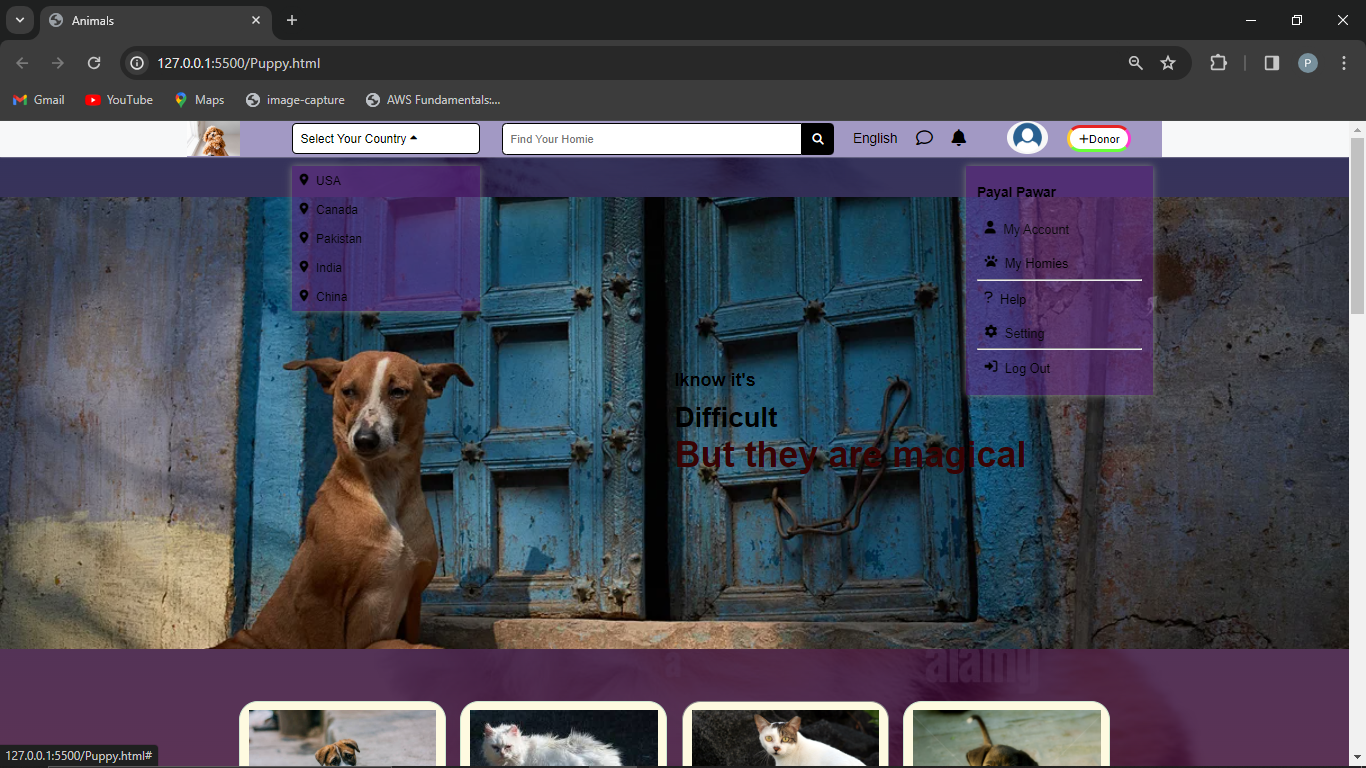 Animals
127.0.0.1:5500/Puppy.html
P
Gmail
YouTube
Maps
image-capture
AWS Fundamentals:...
Select Your Country
Find Your Homie
English
+Donor
USA
Canada
Pakistan
India
China
Payal Pawar
My Account
My Homies
? Help
Setting
Log Out
Iknow it's
Difficult
But they are magical
a
alamy
127.0.0.1:5500/Puppy.html#